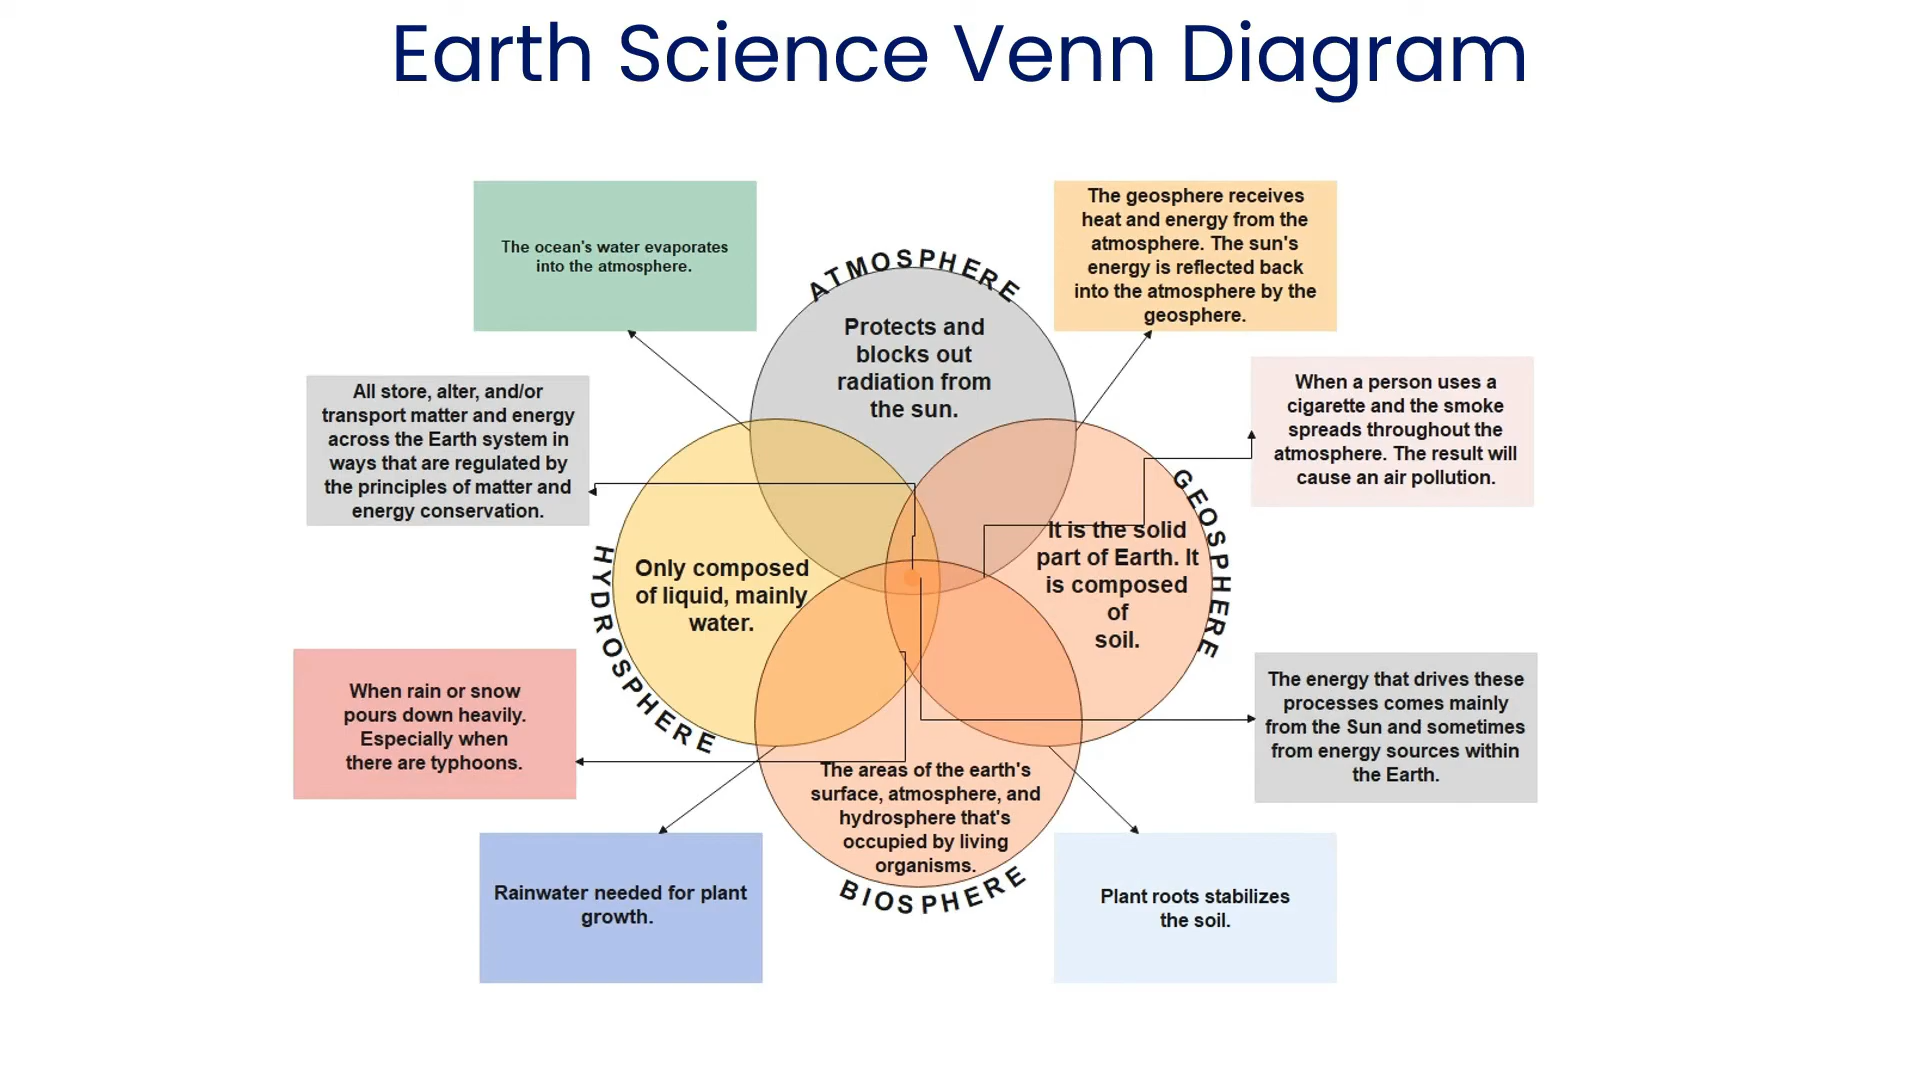 Earth Science Venn Diagram
The ocean's water evaporates
into the atmosphere.
The geosphere receives
heat and energy from the
atmosphere. The sun's
energy is reflected back
into the atmosphere by the
geosphere.
ATMOSPHERE
Protects and
blocks out
radiation from
the sun.
All store, alter, and/or
transport matter and energy
across the Earth system in
ways that are regulated by
the principles of matter and
energy conservation.
When a person uses a
cigarette and the smoke
spreads throughout the
atmosphere. The result will
cause an air pollution.
HYDROSPHERE
Only composed
of liquid, mainly
water.
GEOSPHERE
It is the solid
part of Earth. It
is composed
of
soil.
When rain or snow
pours down heavily.
Especially when
there are typhoons.
The energy that drives these
processes comes mainly
from the Sun and sometimes
from energy sources within
the Earth.
The areas of the earth's
surface, atmosphere, and
hydrosphere that's
occupied by living
organisms.
BIOSPHERE
Rainwater needed for plant
growth.
Plant roots stabilizes
the soil.